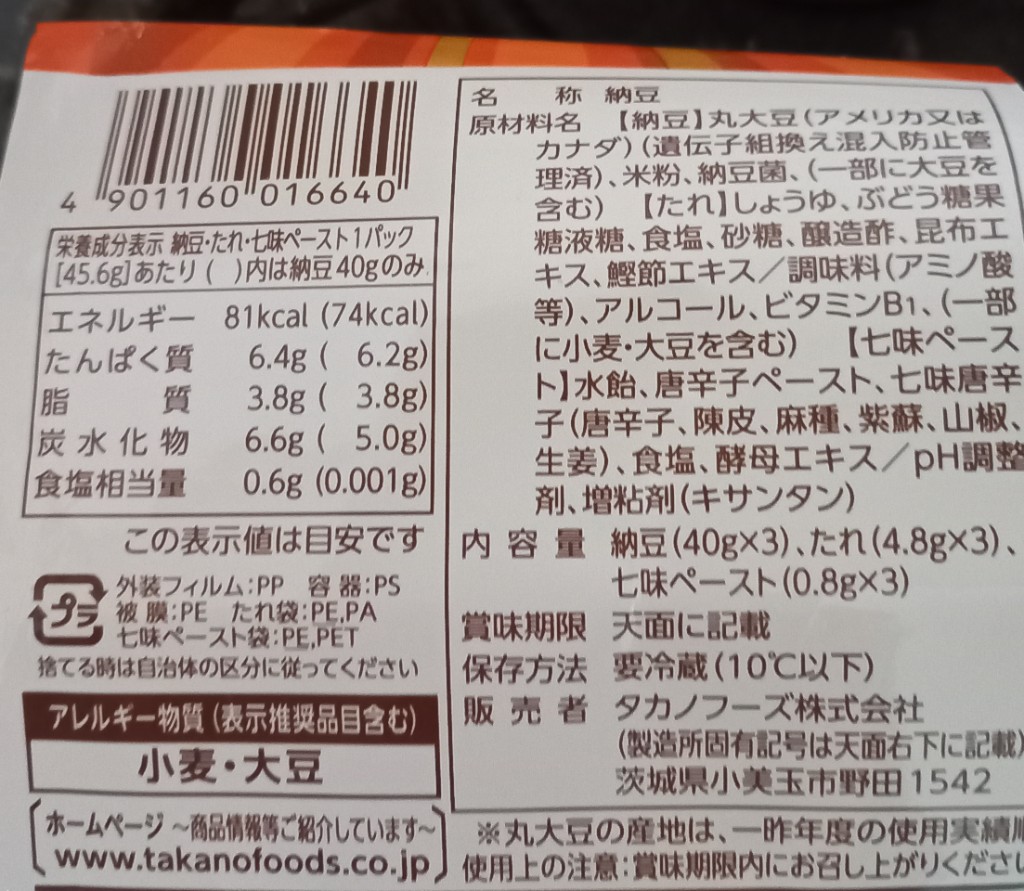 4 901160 016640
栄養成分表示 納豆・たれ・七味ペースト1パック
[45.6g]あたり ( )内は納豆40gのみ
エネルギー 81kcal (74kcal)
たんぱく質 6.4g ( 6.2g)
脂質 3.8g ( 3.8g)
炭水化物 6.6g ( 5.0g)
食塩相当量 0.6g (0.001g)
この表示値は目安です
プラ
外装フィルム:PP 容器:PS
被膜:PE たれ袋:PE,PA
七味ペースト袋:PE,PET
捨てる時は自治体の区分に従ってください
アレルギー物質(表示推奨品目含む)
小麦・大豆
ホームページ ~商品情報等ご紹介しています~
www.takanofoods.co.jp
名称 納豆
原材料名 【納豆】丸大豆(アメリカ又は
カナダ)(遺伝子組換え混入防止管
理済)、米粉、納豆菌、(一部に大豆を
含む) 【たれ】しょうゆ、ぶどう糖果
糖液糖、食塩、砂糖、醸造酢、昆布エ
キス、鰹節エキス/調味料(アミノ酸
等)、アルコール、ビタミンB1、(一部
に小麦・大豆を含む) 【七味ペース
ト】水飴、唐辛子ペースト、七味唐辛
子(唐辛子、陳皮、麻種、紫蘇、山椒、
生姜)、食塩、酵母エキス/pH調整
剤、増粘剤(キサンタン)
内容量 納豆(40g×3)、たれ(4.8g×3)、
七味ペースト(0.8g×3)
賞味期限 天面に記載
保存方法 要冷蔵(10℃以下)
販売者 タカノフーズ株式会社
(製造所固有記号は天面右下に記載)
茨城県小美玉市野田1542
※丸大豆の産地は、一昨年度の使用実績順
使用上の注意:賞味期限内にお召し上がりください